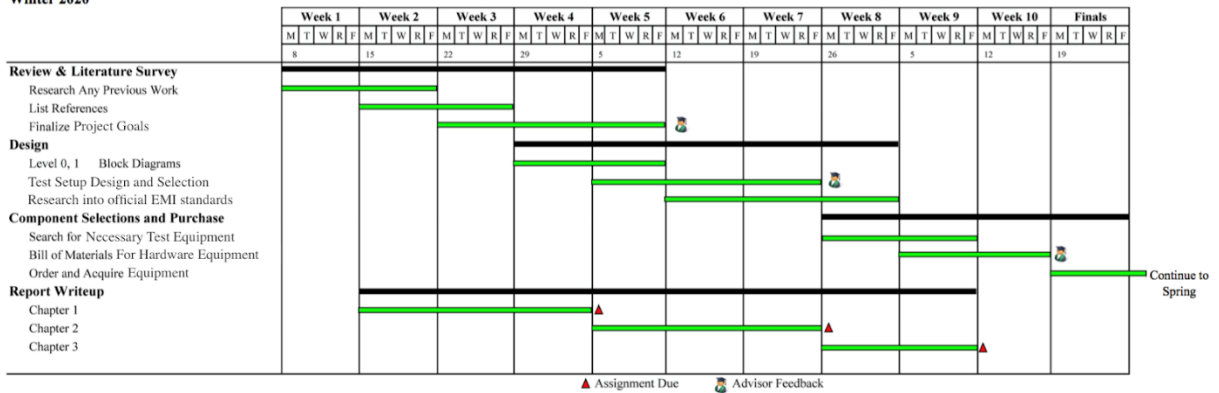 Winter 2020
Week 1 Week 2 Week 3 Week 4 Week 5 Week 6 Week 7 Week 8 Week 9 Week 10 Finals
M T W R F M T W R F M T W R F M T W R F M T W R F M T W R F M T W R F M T W R F M T W R F M T W R F M T W R F
8 15 22 29 5 12 19 26 5 12 19
Review & Literature Survey
Research Any Previous Work
List References
Finalize Project Goals
Design
Level 0, 1 Block Diagrams
Test Setup Design and Selection
Research into official EMI standards
Component Selections and Purchase
Search for Necessary Test Equipment
Bill of Materials For Hardware Equipment
Order and Acquire Equipment
Continue to
Spring
Report Writeup
Chapter 1
Chapter 2
Chapter 3
Assignment Due Advisor Feedback